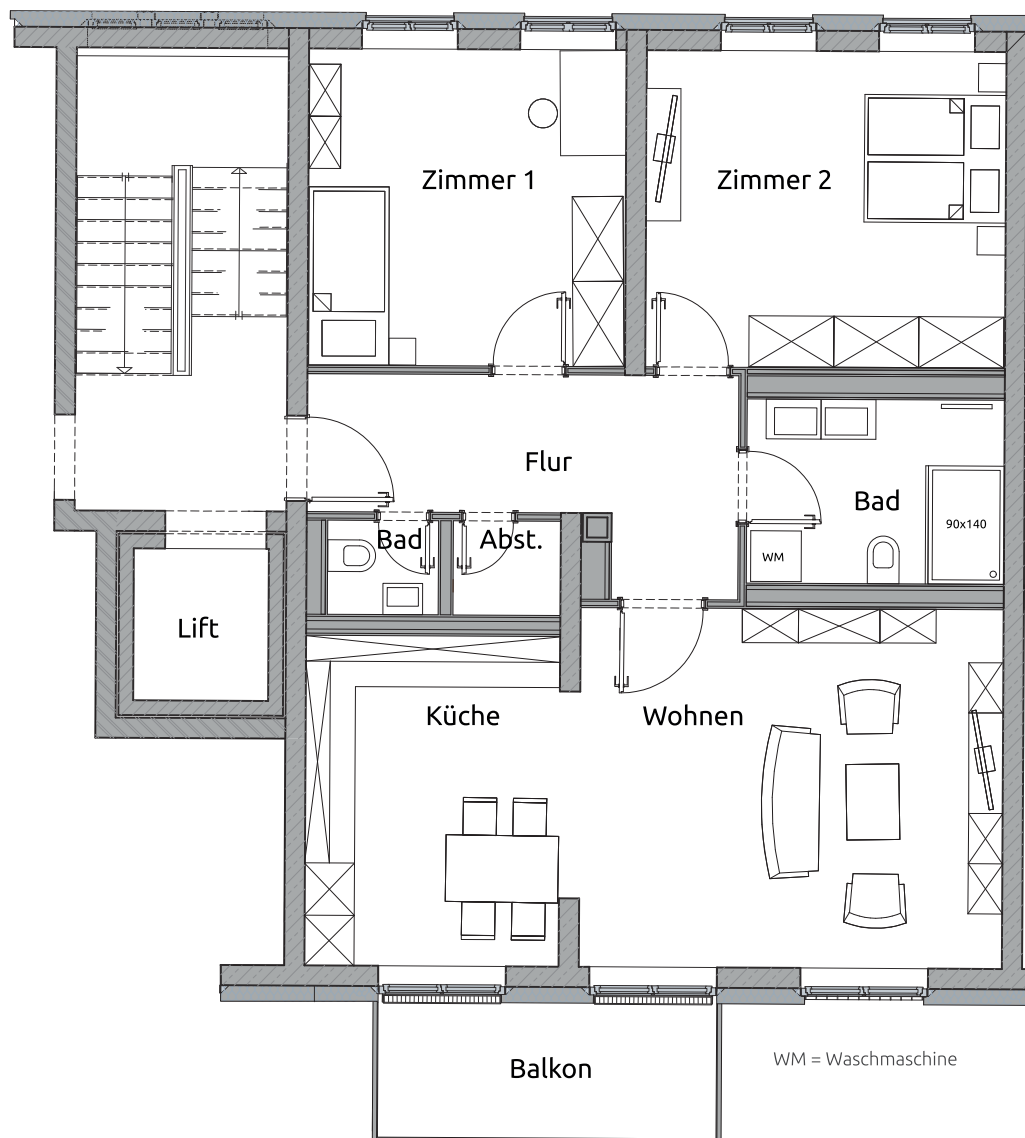 Zimmer 1
Zimmer 2
Flur
Bad
90x140
WM
Bad
Abst.
Lift
Küche
Wohnen
Balkon
WM = Waschmaschine